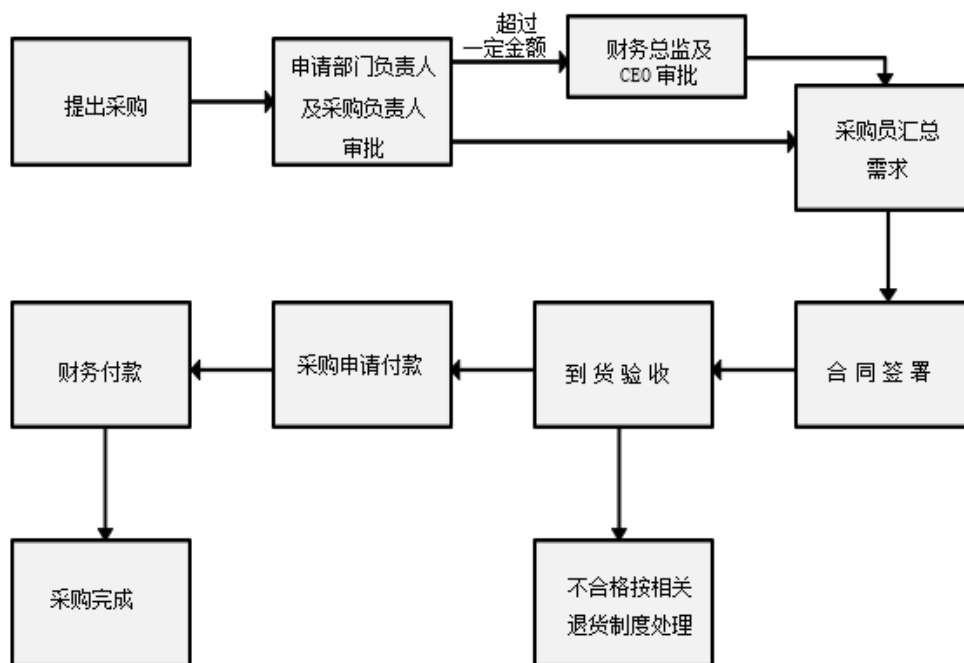 提出采购
申请部门负责人
及采购负责人
审批
超过
一定金额
财务总监及
CEO 审批
采购员汇总
需求
合 同 签 署
到 货 验 收
采购申请付款
财务付款
采购完成
不合格按相关
退货制度处理